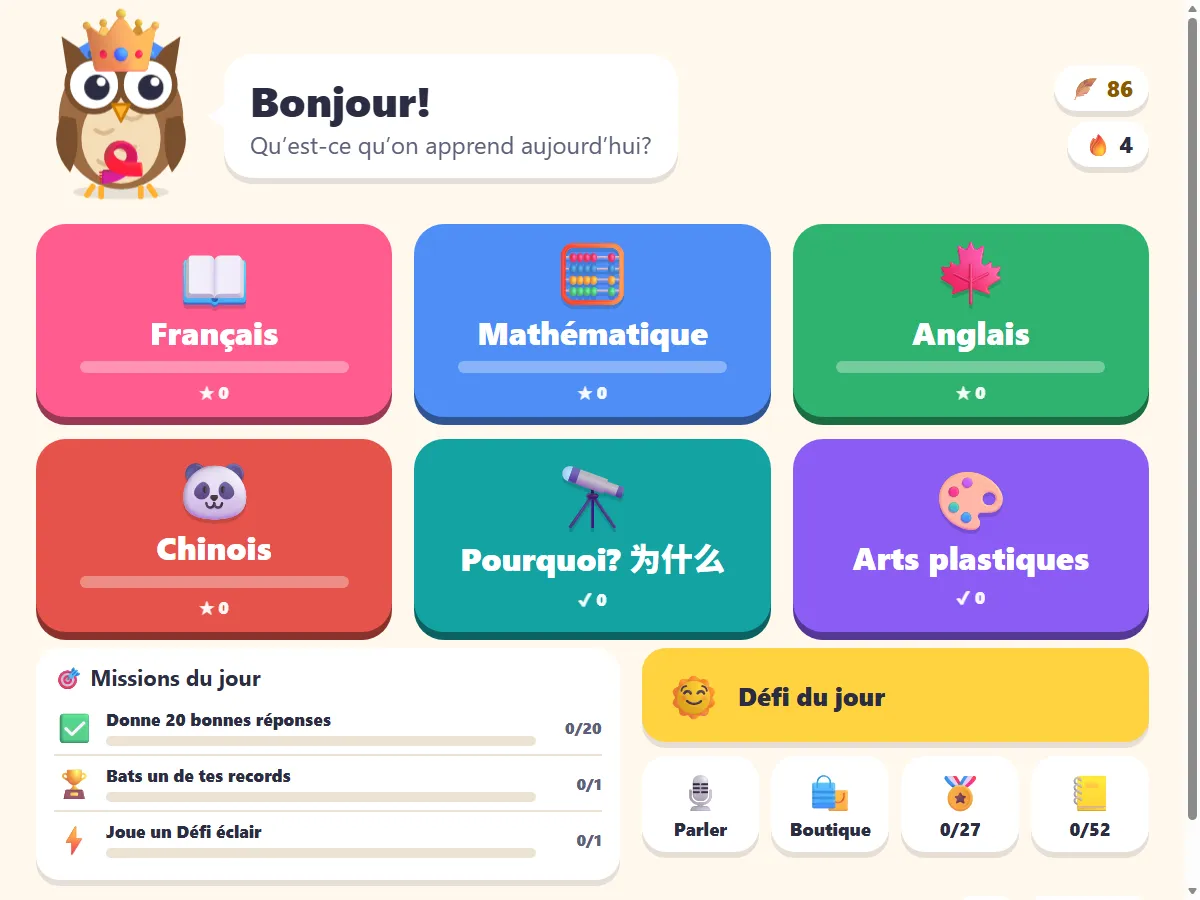 Bonjour!
Qu’est-ce qu’on apprend aujourd’hui?
86
4
Français
★ 0
Mathématique
★ 0
Anglais
★ 0
Chinois
★ 0
Pourquoi? 为什么
✓ 0
Arts plastiques
✓ 0
Missions du jour
Donne 20 bonnes réponses
0/20
Bats un de tes records
0/1
Joue un Défi éclair
0/1
Défi du jour
Parler
Boutique
0/27
0/52